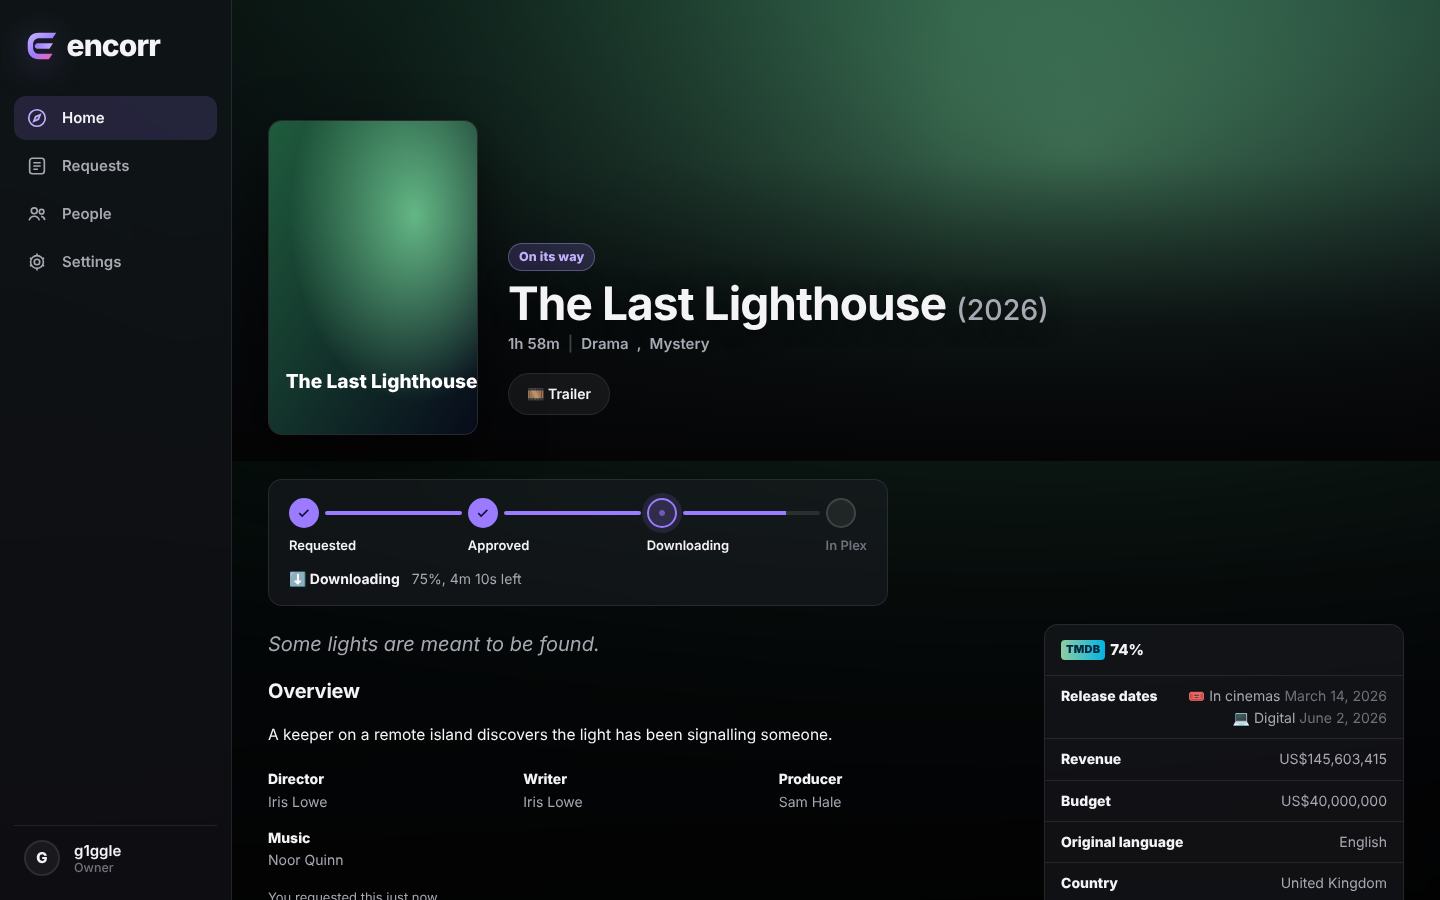 encorr
Home
Requests
People
Settings
G
g1ggle
Owner
The Last Lighthouse
On its way
The Last Lighthouse (2026)
1h 58m | Drama , Mystery
Trailer
Requested
Approved
Downloading
In Plex
Downloading 75%, 4m 10s left
Some lights are meant to be found.
Overview
A keeper on a remote island discovers the light has been signalling someone.
Director
Iris Lowe
Writer
Iris Lowe
Producer
Sam Hale
Music
Noor Quinn
You requested this just now
TMDB 74%
Release dates In cinemas March 14, 2026
Digital June 2, 2026
Revenue US$145,603,415
Budget US$40,000,000
Original language English
Country United Kingdom